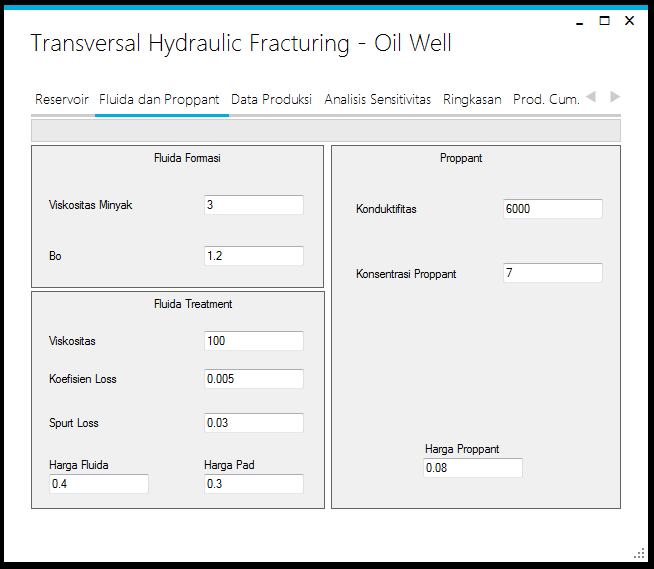 Transversal Hydraulic Fracturing - Oil Well
Reservoir Fluida dan Proppant Data Produksi Analisis Sensitivitas Ringkasan Prod. Cum.
Fluida Formasi
Viskositas Minyak 3
Bo 1.2
Fluida Treatment
Viskositas 100
Koefisien Loss 0.005
Spurt Loss 0.03
Harga Fluida Harga Pad
0.4 0.3
Proppant
Konduktifitas 6000
Konsentrasi Proppant 7
Harga Proppant
0.08